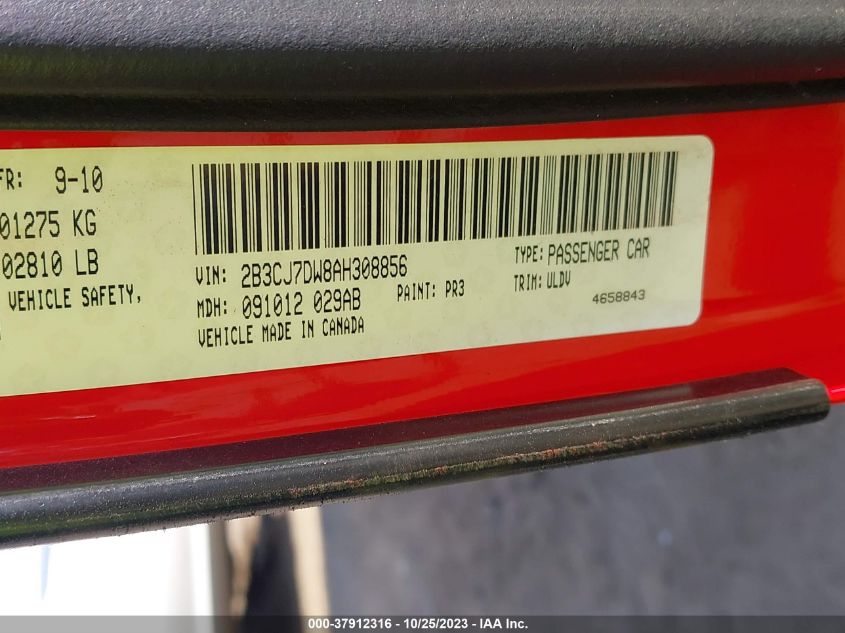 FR: 9-10
01275 KG
02810 LB
VEHICLE SAFETY,
VIN: 2B3CJ7DW8AH308856
TYPE: PASSENGER CAR
MDH: 091012 029AB
PAINT: PR3
TRIM: ULDV
VEHICLE MADE IN CANADA
4658843
000-37912316 - 10/25/2023 - IAA Inc.